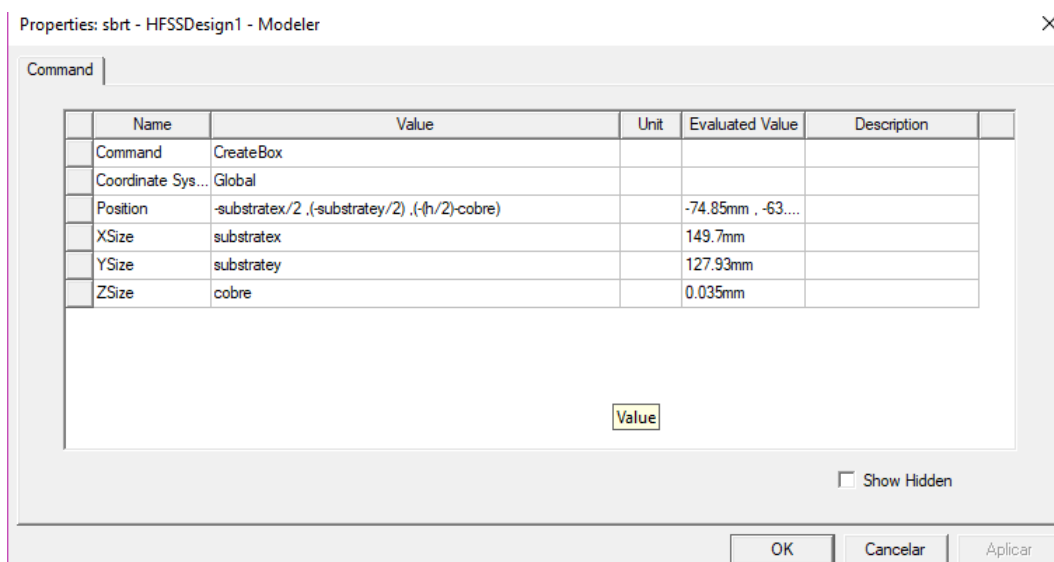 Properties: sbrt - HFSSDesign1 - Modeler
Command
Name Value Unit Evaluated Value Description
Command CreateBox
Coordinate Sys... Global
Position -substratex/2 ,(-substratey/2) ,(-(h/2)-cobre) -74.85mm , -63....
XSize substratex 149.7mm
YSize substratey 127.93mm
ZSize cobre 0.035mm
Value
Show Hidden
OK Cancelar Aplicar